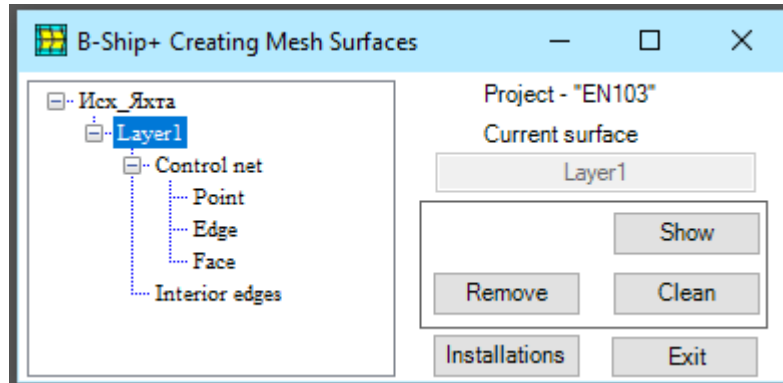 B-Ship+ Creating Mesh Surfaces
Исх_Яхта
Layer1
Control net
Point
Edge
Face
Interior edges
Project - "EN103"
Current surface
Layer1
Show
Remove
Clean
Installations
Exit